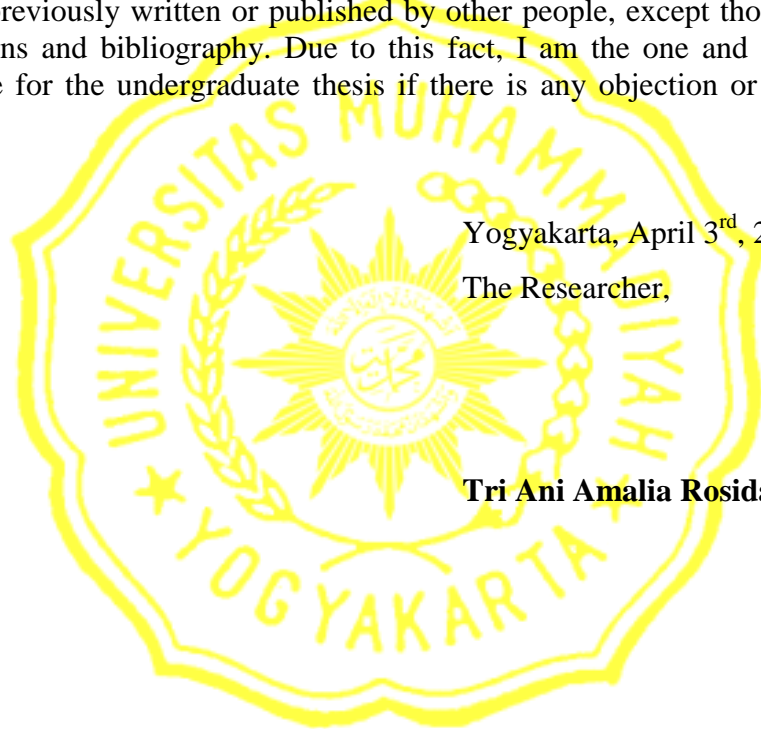 previously written or published by other people, except tho
ns and bibliography. Due to this fact, I am the one and
e for the undergraduate thesis if there is any objection or
UNIVERSITAS MUHAMMADIYAH
Yogyakarta, April 3rd, 2
The Researcher,
محمد
Tri Ani Amalia Rosida
YOGYAKARTA